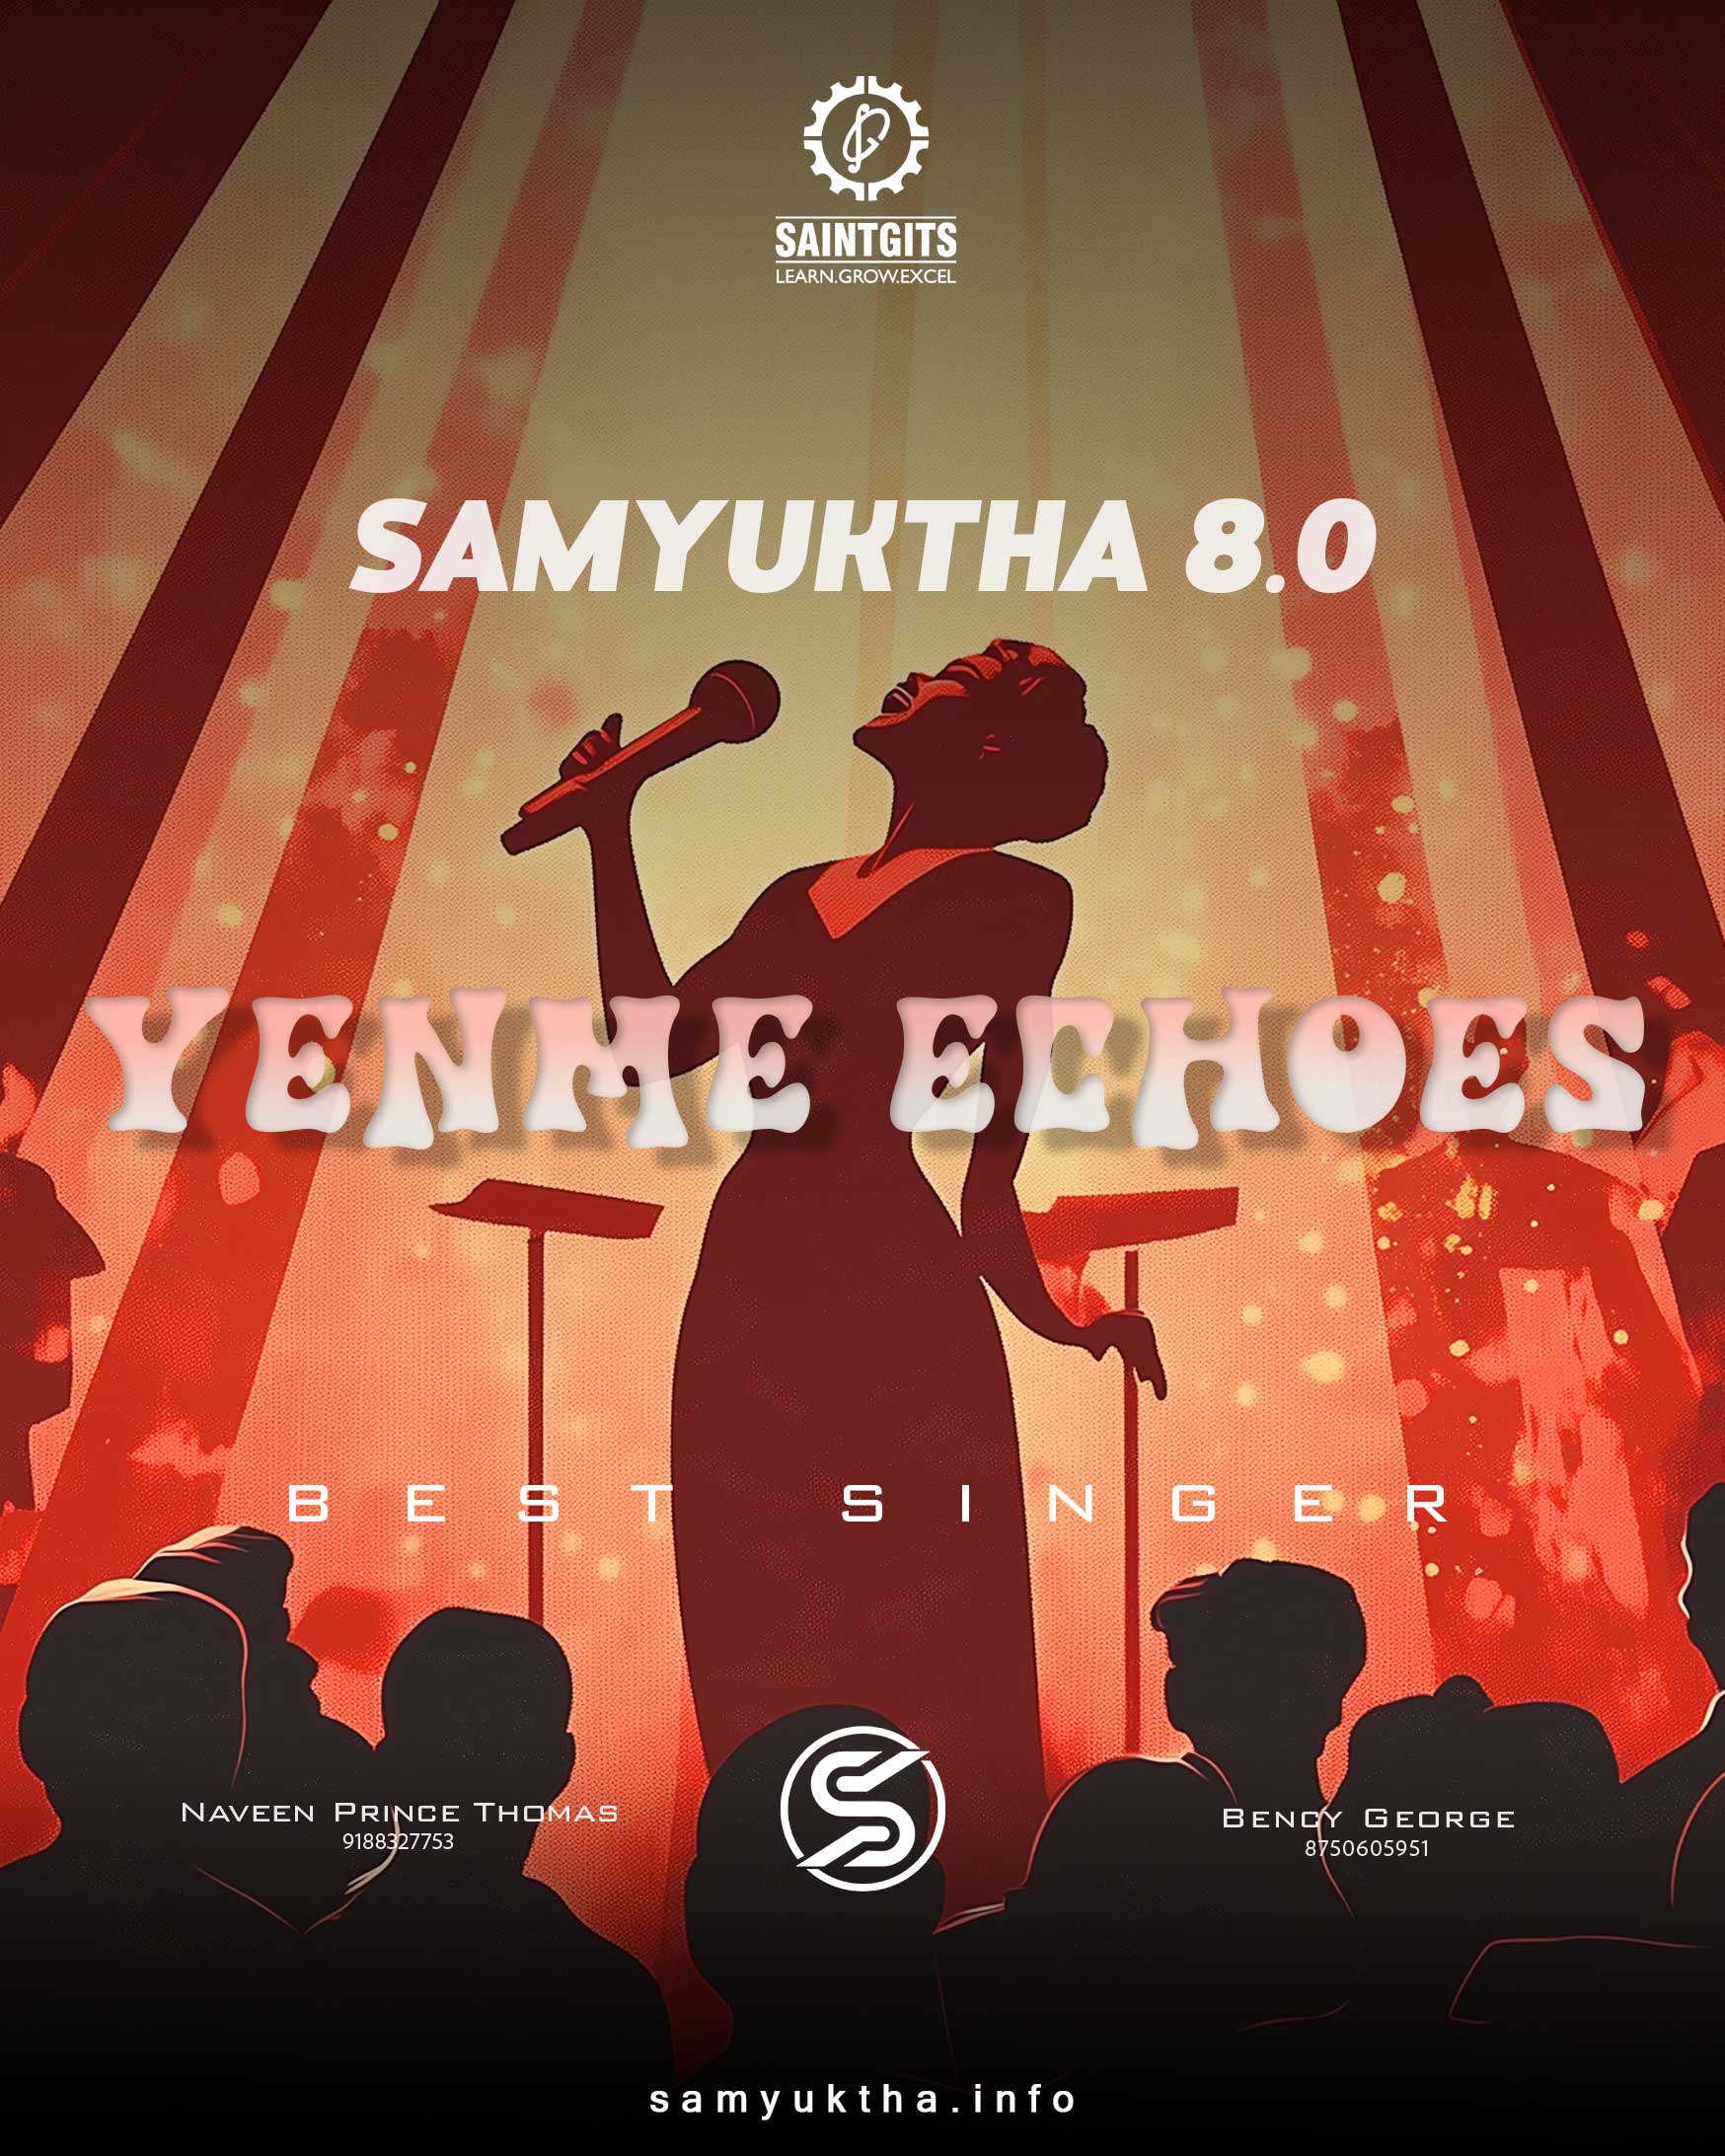 SAINTGITS
LEARN.GROW.EXCEL
SAMYUKTHA 8.0
YENME ECHOES
BEST SINGER
NAVEEN PRINCE THOMAS
9188327753
BENCY GEORGE
8750605951
samyuktha.info